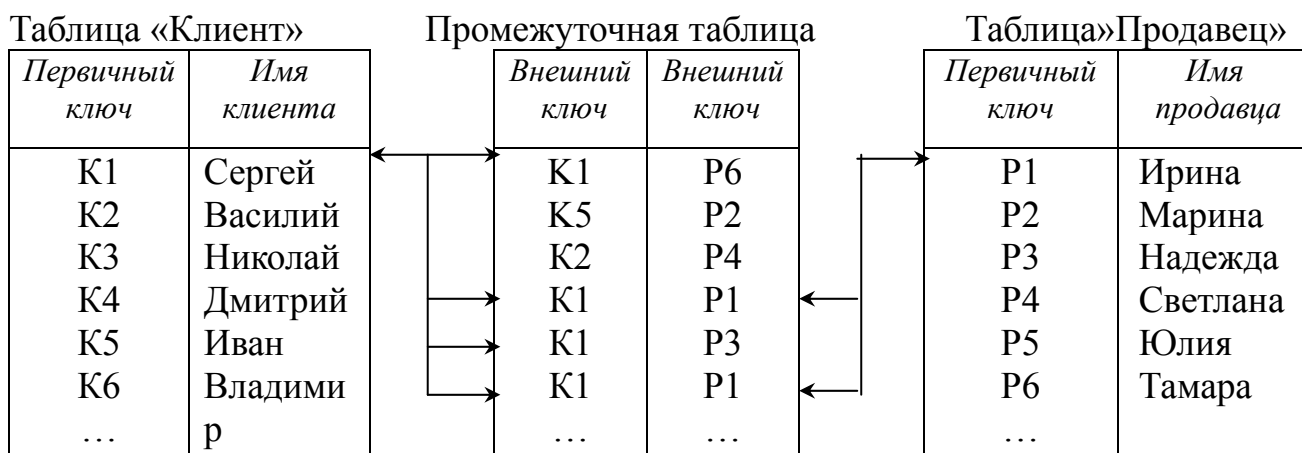 Таблица «Клиент» Промежуточная таблица Таблица»Продавец»
Первичный Имя Внешний Внешний Первичный Имя
ключ клиента ключ ключ ключ продавца
К1 Сергей К1 Р6 Р1 Ирина
К2 Василий К5 Р2 Р2 Марина
К3 Николай К2 Р4 Р3 Надежда
К4 Дмитрий К1 Р1 Р4 Светлана
К5 Иван К1 Р3 Р5 Юлия
К6 Владими К1 Р1 Р6 Тамара
… р … … …